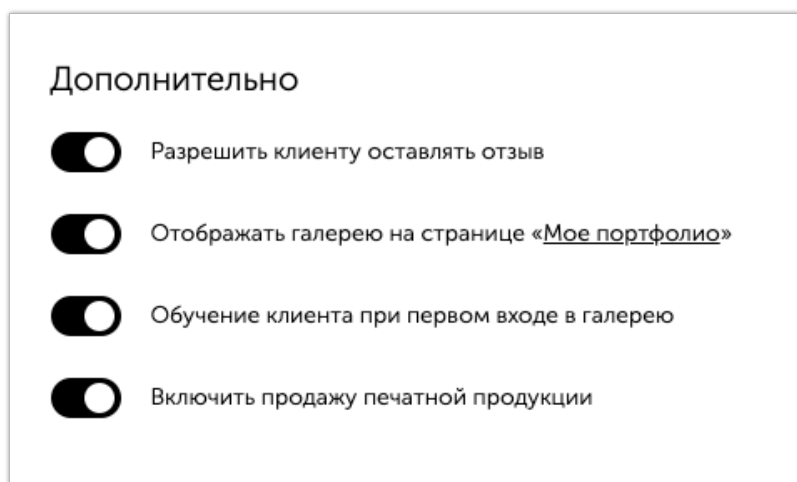 Дополнительно
Разрешить клиенту оставлять отзыв
Отображать галерею на странице «Мое портфолио»
Обучение клиента при первом входе в галерею
Включить продажу печатной продукции